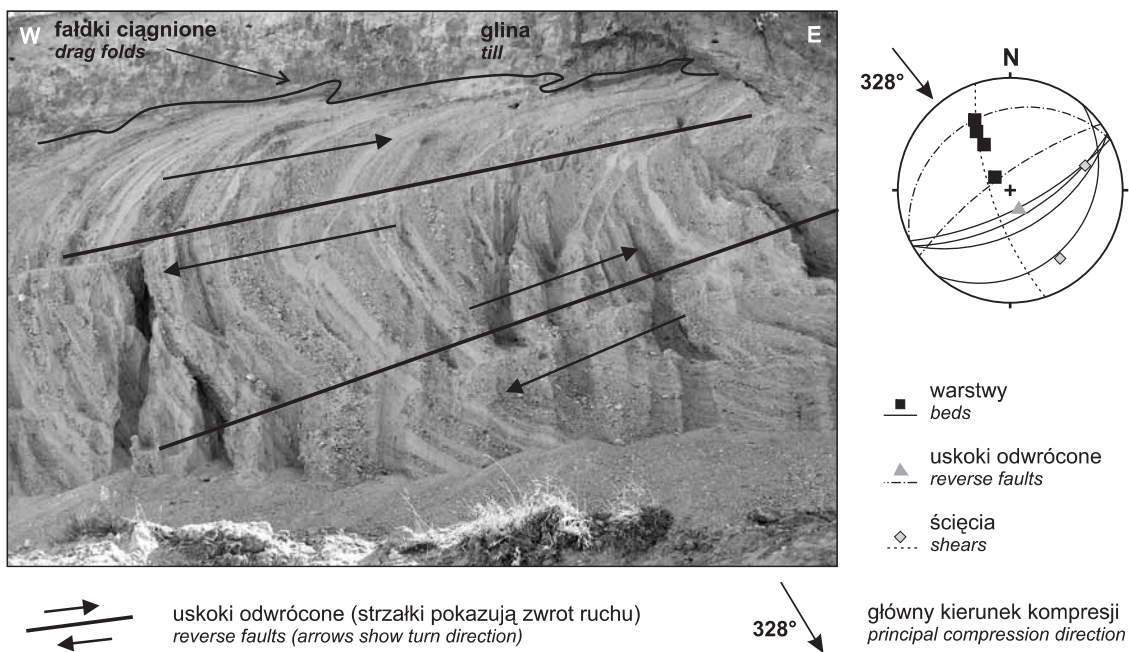 W
fałdki ciągnione
drag folds
glina
till
E
328°
N
warstwy
beds
uskoki odwrócone
reverse faults
ścięcia
shears
uskoki odwrócone (strzałki pokazują zwrot ruchu)
reverse faults (arrows show turn direction)
328°
główny kierunek kompresji
principal compression direction